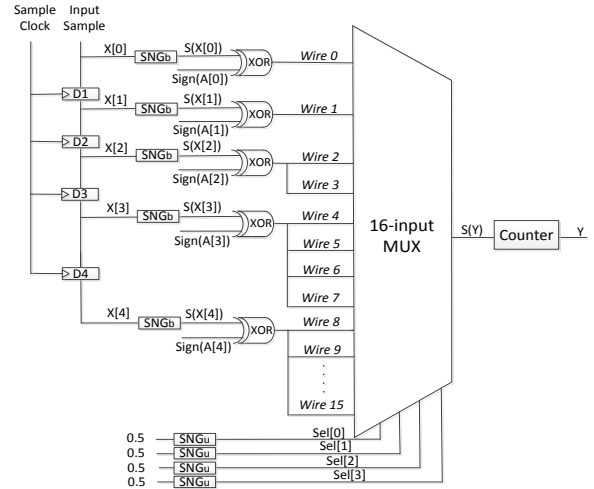 Sample Clock
Input Sample
X[0]
SNGb
S(X[0])
XOR
Sign(A[0])
Wire 0
D1
X[1]
SNGb
S(X[1])
XOR
Sign(A[1])
Wire 1
D2
X[2]
SNGb
S(X[2])
XOR
Sign(A[2])
Wire 2
Wire 3
D3
X[3]
SNGb
S(X[3])
XOR
Sign(A[3])
Wire 4
Wire 5
Wire 6
Wire 7
16-input
MUX
S(Y)
Counter
Y
D4
X[4]
SNGb
S(X[4])
XOR
Sign(A[4])
Wire 8
Wire 9
Wire 15
0.5 SNGu Sel[0]
0.5 SNGu Sel[1]
0.5 SNGu Sel[2]
0.5 SNGu Sel[3]